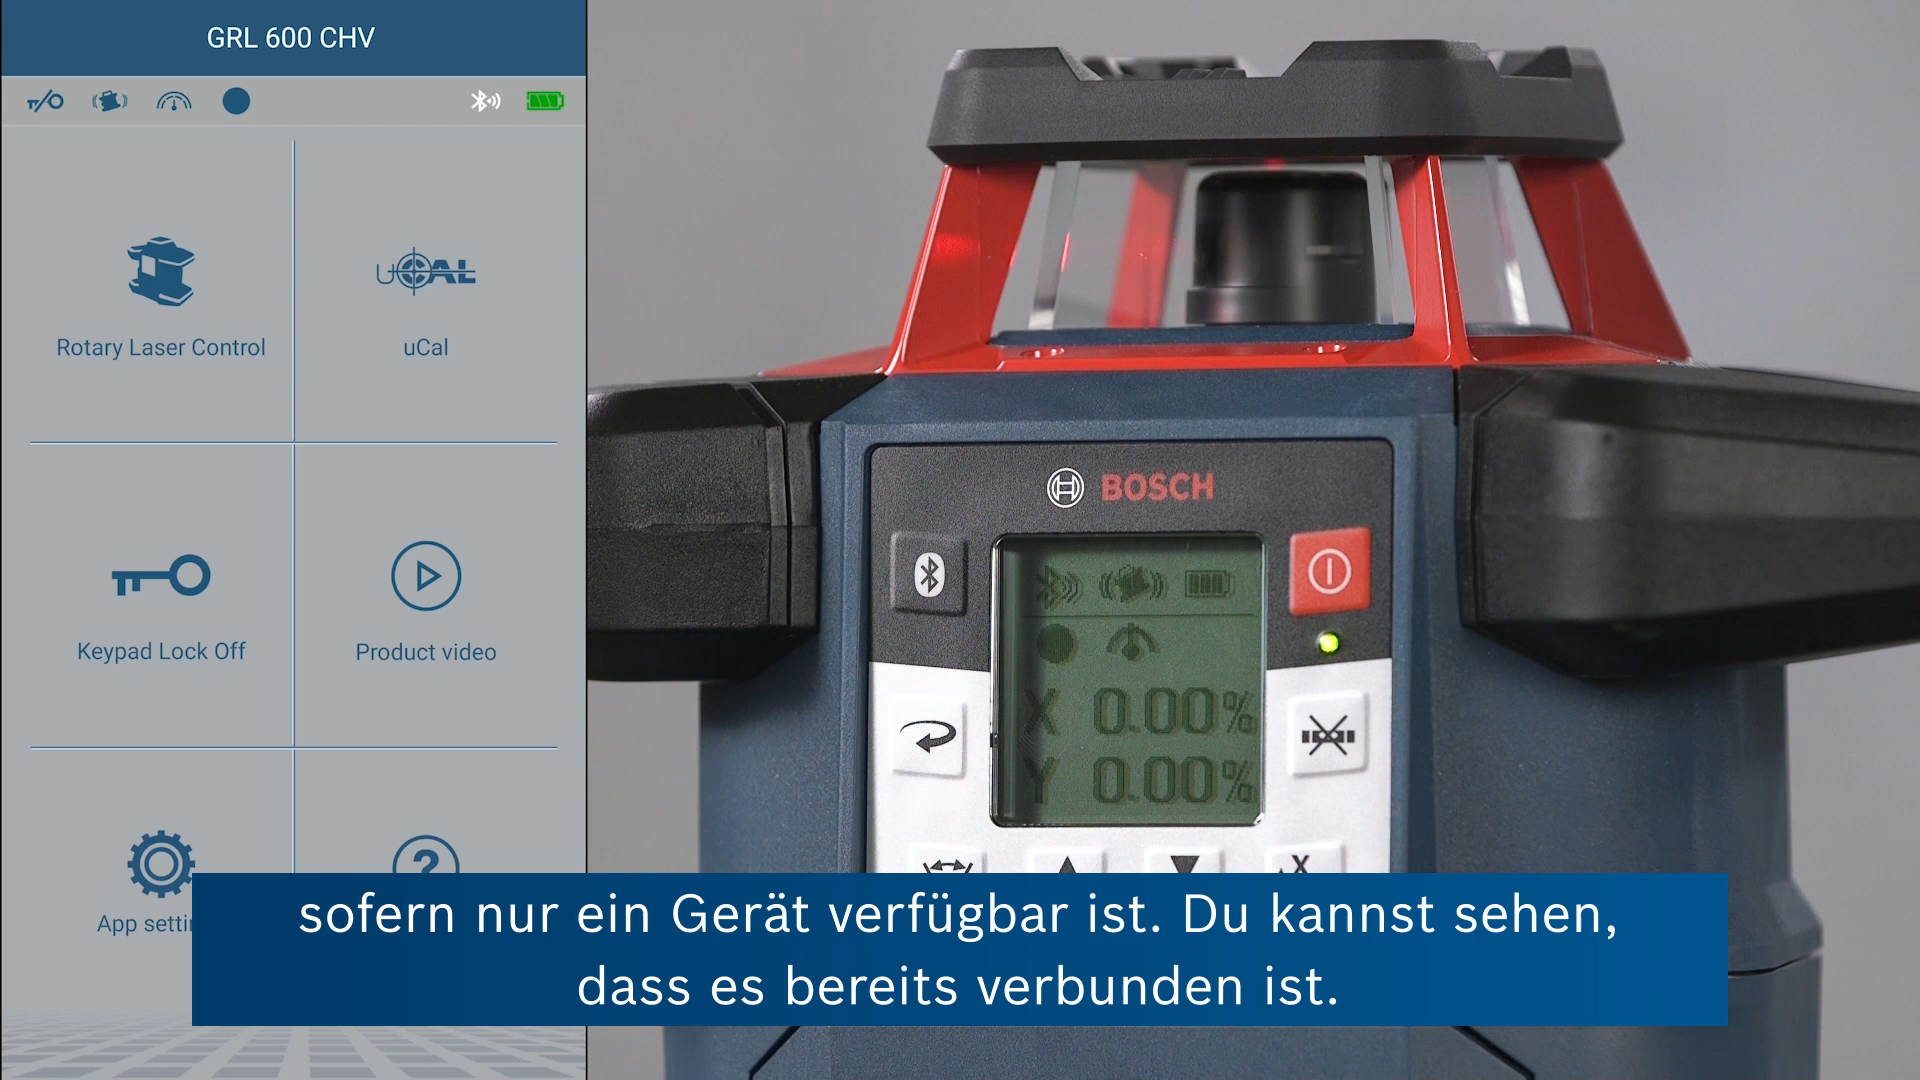 GRL 600 CHV
Rotary Laser Control
uCAL
uCal
Keypad Lock Off
Product video
App
BOSCH
X 0.00%
Y 0.00%
X
sofern nur ein Gerät verfügbar ist. Du kannst sehen,
dass es bereits verbunden ist.